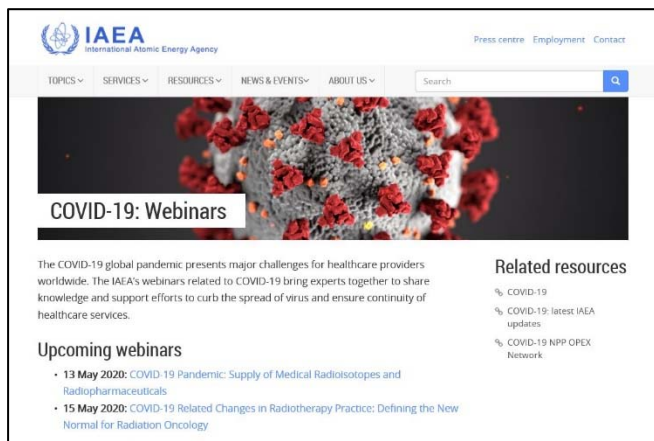 IAEA
International Atomic Energy Agency
Press centre Employment Contact
TOPICS SERVICES RESOURCES NEWS & EVENTS ABOUT US Search
COVID-19: Webinars
The COVID-19 global pandemic presents major challenges for healthcare providers
worldwide. The IAEA's webinars related to COVID-19 bring experts together to share
knowledge and support efforts to curb the spread of virus and ensure continuity of
healthcare services.
Upcoming webinars
• 13 May 2020: COVID-19 Pandemic: Supply of Medical Radioisotopes and
Radiopharmaceuticals
• 15 May 2020: COVID-19 Related Changes in Radiotherapy Practice: Defining the New
Normal for Radiation Oncology
Related resources
COVID-19
COVID-19: latest IAEA
updates
COVID-19 NPP OPEX
Network